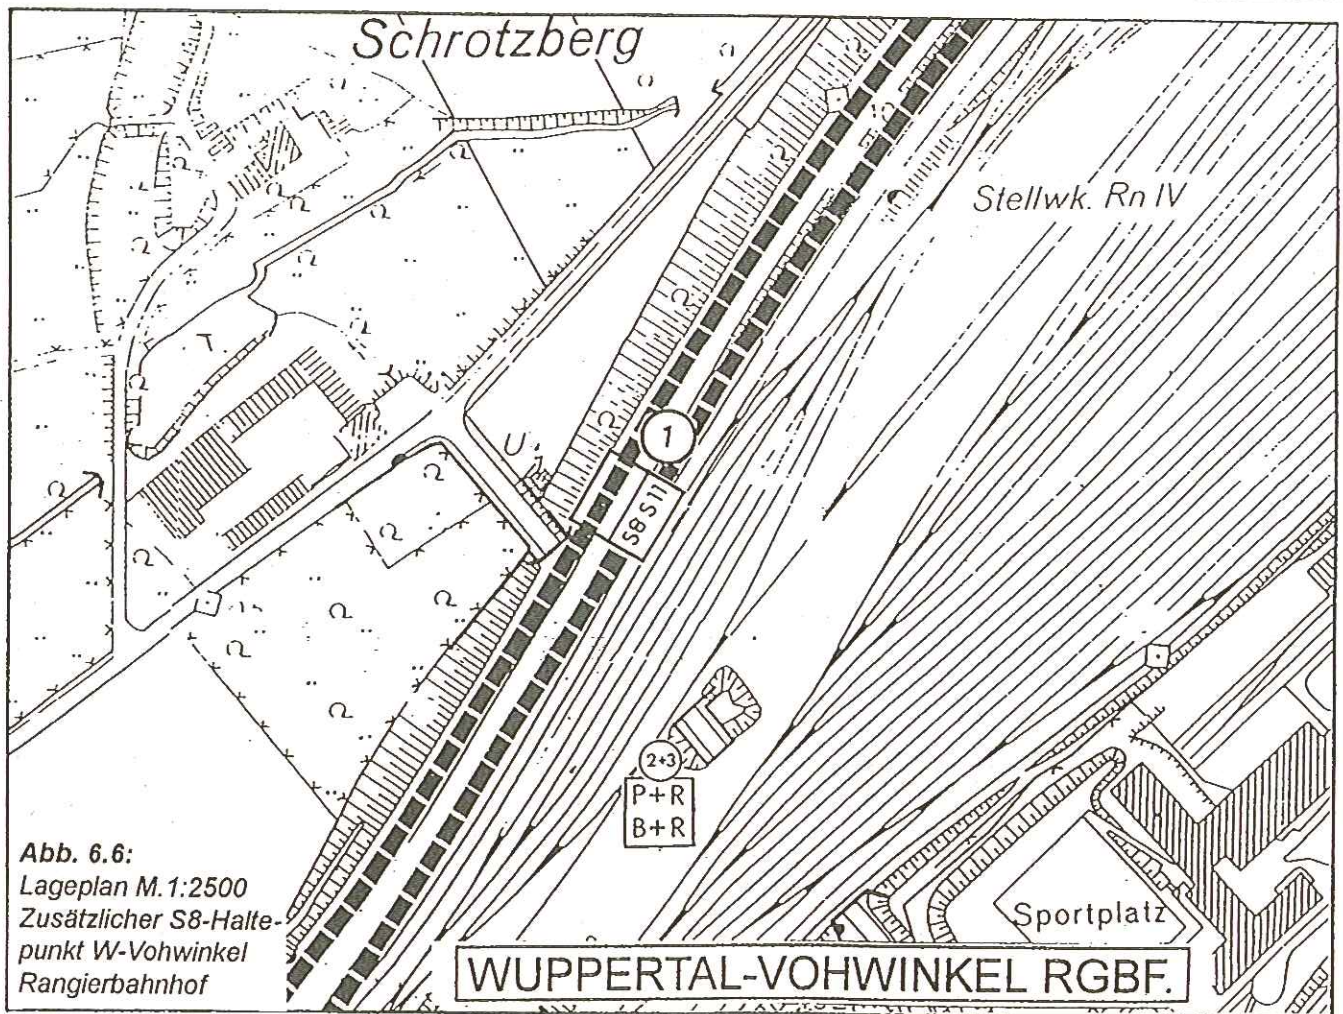 Schrotzberg
Stellwk. Rn IV
T.
U
1
S8 S11
2+3
P+R
B+R
Abb. 6.6:
Lageplan M.1:2500
Zusätzlicher S8-Halte-
punkt W-Vohwinkel
Rangierbahnhof
Sportplatz
WUPPERTAL-VOHWINKEL RGBF.